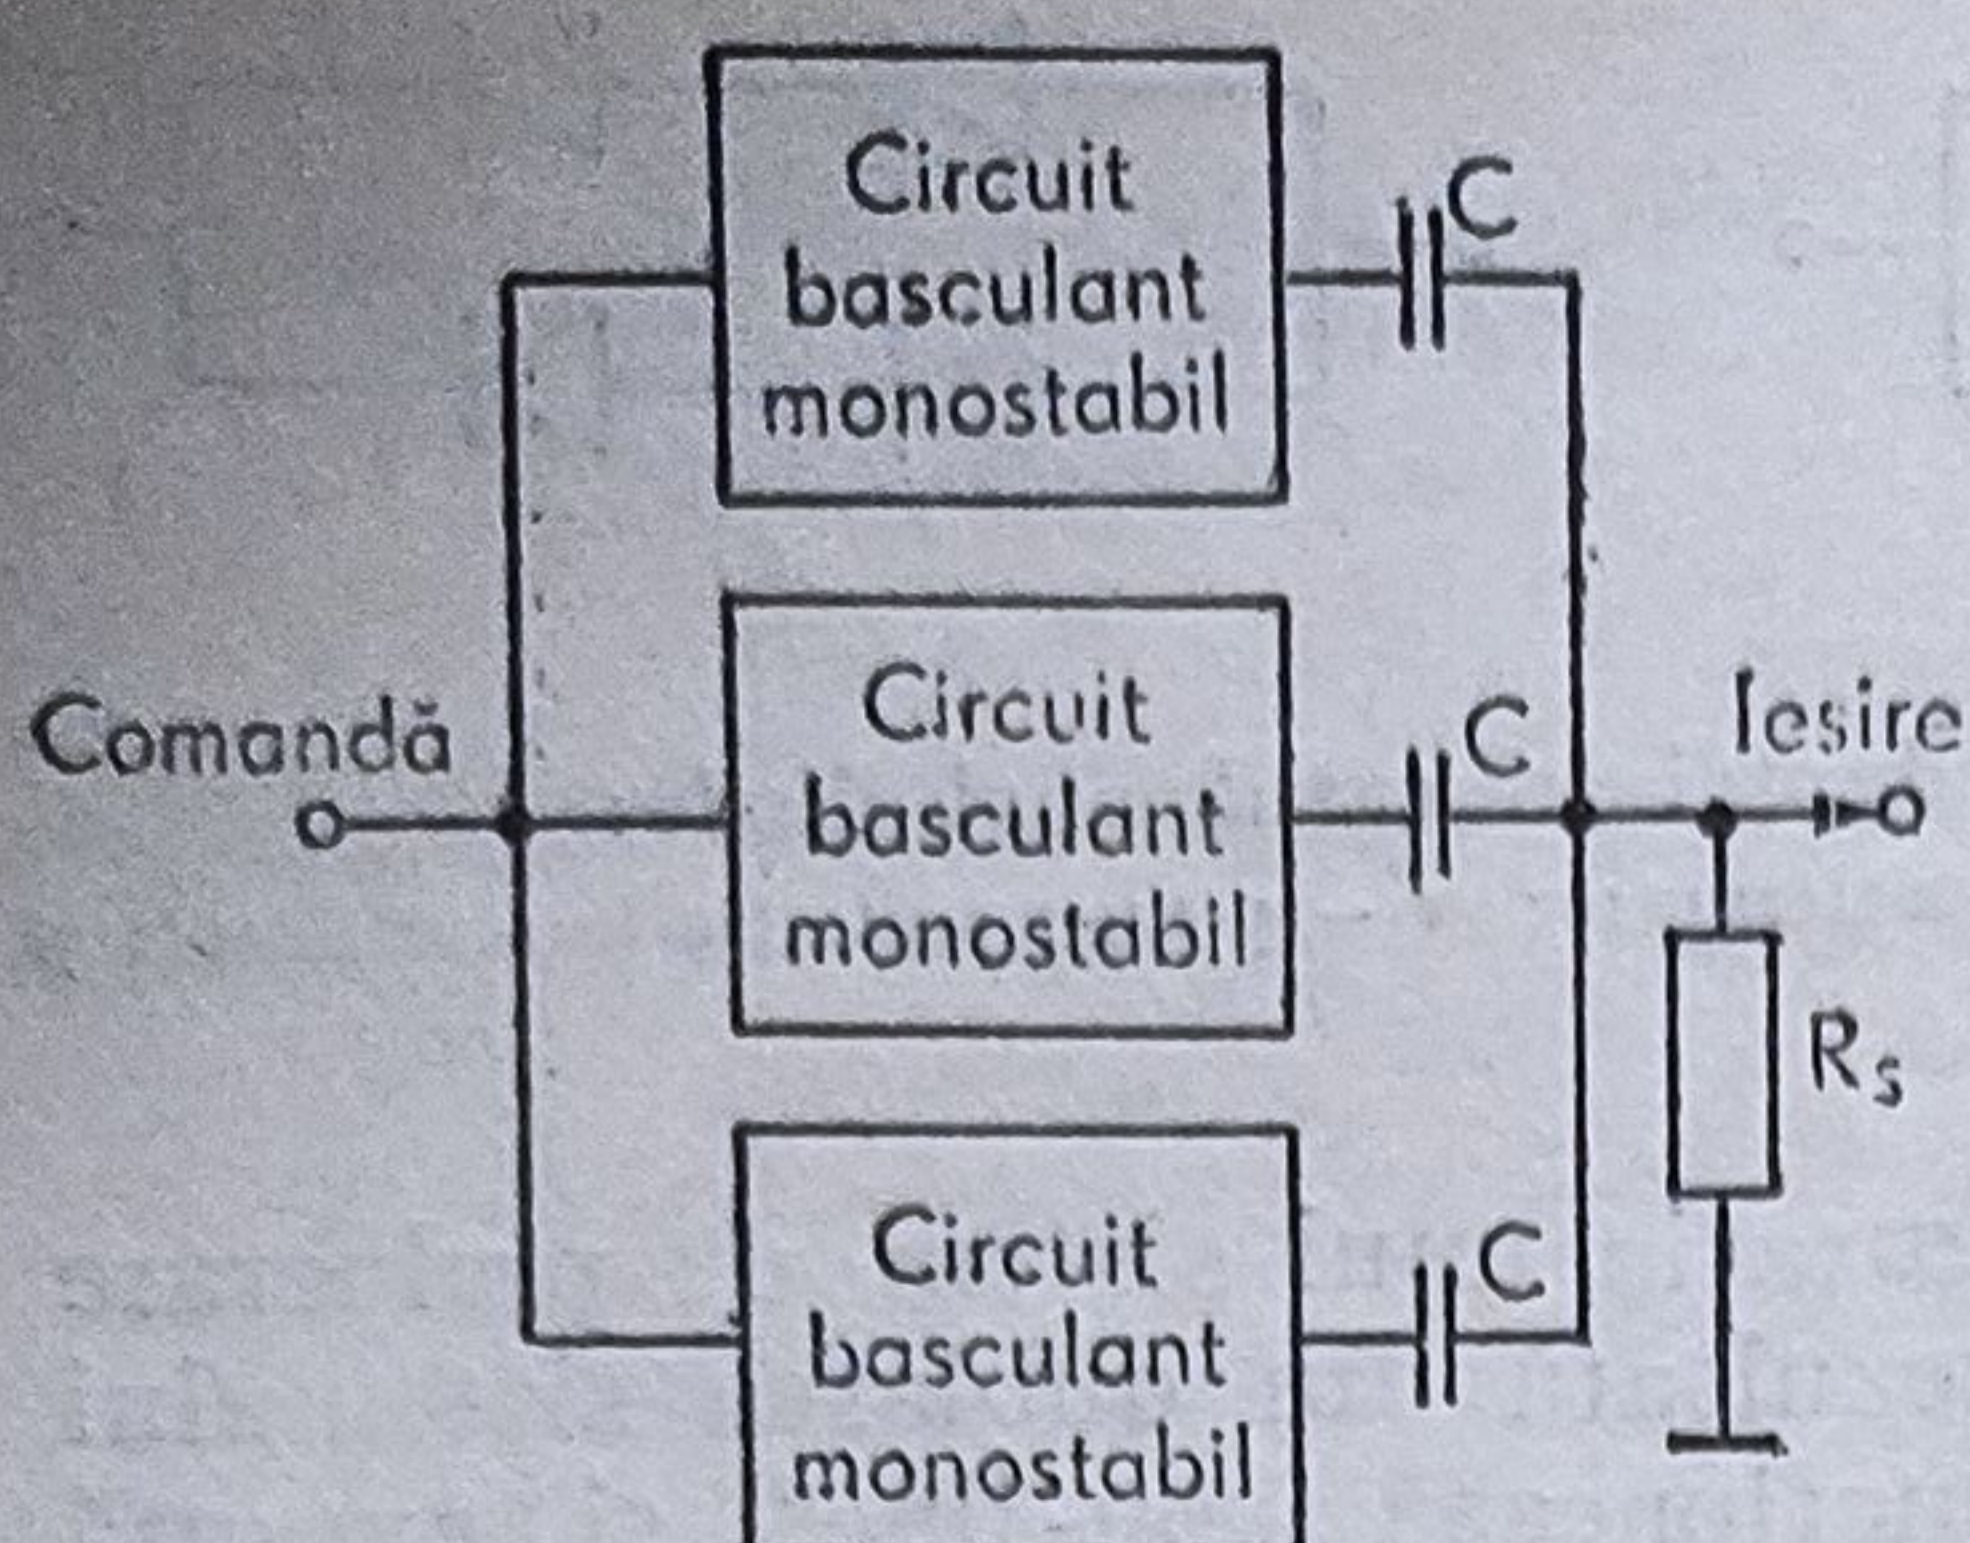 Circuit
basculant
monostabil
C
Comandă
Circuit
basculant
monostabil
C
Iesire
Rs
Circuit
basculant
monostabil
C